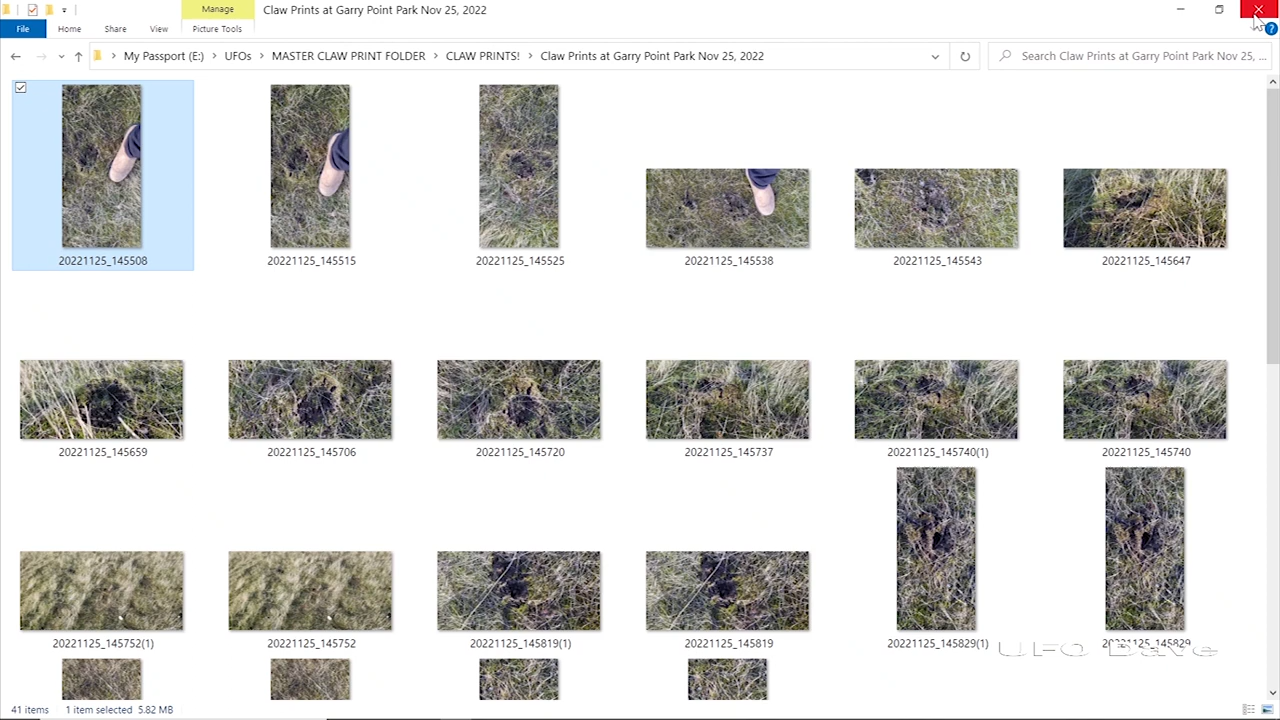 Manage
Claw Prints at Garry Point Park Nov 25, 2022
File
Home
Share
View
Picture Tools
My Passport (E:)
UFOs
MASTER CLAW PRINT FOLDER
CLAW PRINTS!
Claw Prints at Garry Point Park Nov 25, 2022
Search Claw Prints at Garry Point Park Nov 25, ...
20221125_145508
20221125_145515
20221125_145525
20221125_145538
20221125_145543
20221125_145647
20221125_145659
20221125_145706
20221125_145720
20221125_145737
20221125_145740(1)
20221125_145740
20221125_145752(1)
20221125_145752
20221125_145819(1)
20221125_145819
20221125_145829(1)
20221125_145829
UFO Dave
41 items
1 item selected 5.82 MB